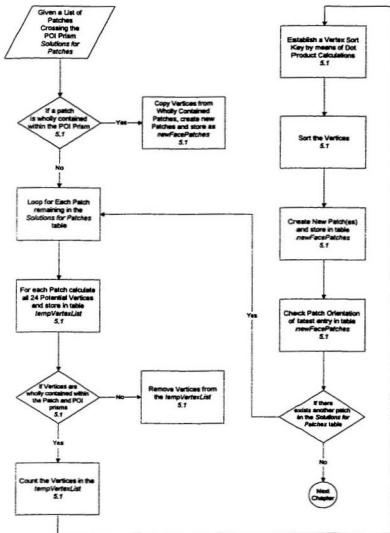 Given a List of
Patches
Crossing the
POI Prism
Solutions for
Patches
If a patch
is wholly contained
within the POI Prism
5.1
Yes
Copy Vertices from
Wholly Contained
Patches, create new
Patches and store as
newFacePatches
5.1
No
Loop for Each Patch
remaining in the
Solutions for Patches
table
For each Patch calculate
all 24 Potential Vertices
and store in table
tempVertexList
5.1
If Vertices are
wholly contained within
the Patch and POI
prisms
5.1
No
Remove Vertices from
the tempVertexList
5.1
Yes
Count the Vertices in the
tempVertexList
5.1
Establish a Vertex Sort
Key by means of Dot
Product Calculations
5.1
Sort the Vertices
5.1
Create New Patch(es)
and store in table
newFacePatches
5.1
Check Patch Orientation
of latest entry in table
newFacePatches
5.1
Yes
If there
exists another patch
in the Solutions for
Patches table
No
Next
Chapter